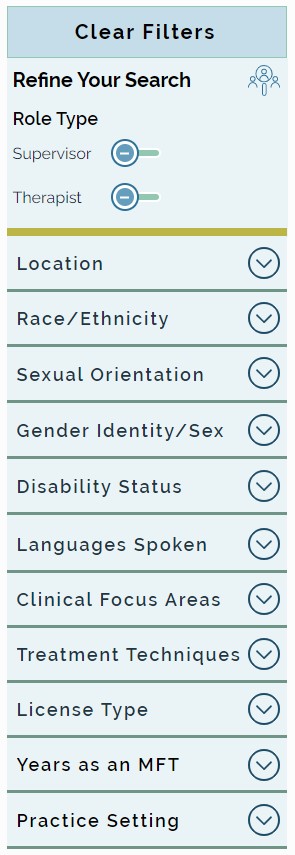 Clear Filters
Refine Your Search
Role Type
Supervisor
Therapist
Location
Race/Ethnicity
Sexual Orientation
Gender Identity/Sex
Disability Status
Languages Spoken
Clinical Focus Areas
Treatment Techniques
License Type
Years as an MFT
Practice Setting